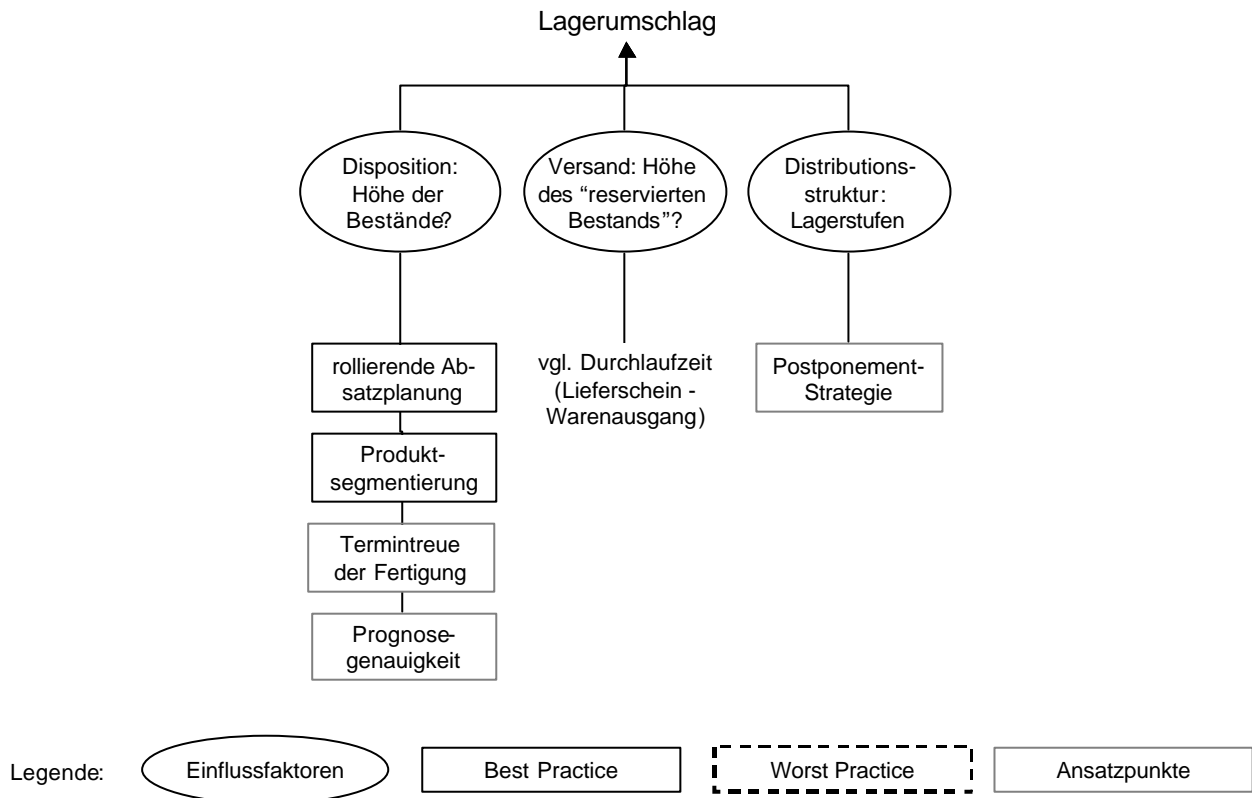 Lagerumschlag
Disposition:
Höhe der
Bestände?
Versand: Höhe
des “reservierten
Bestands”?
Distributions-
struktur:
Lagerstufen
rollierende Ab-
satzplanung
vgl. Durchlaufzeit
(Lieferschein -
Warenausgang)
Postponement-
Strategie
Produkt-
segmentierung
Termintreue
der Fertigung
Prognose-
genauigkeit
Legende:
Einflussfaktoren
Best Practice
Worst Practice
Ansatzpunkte